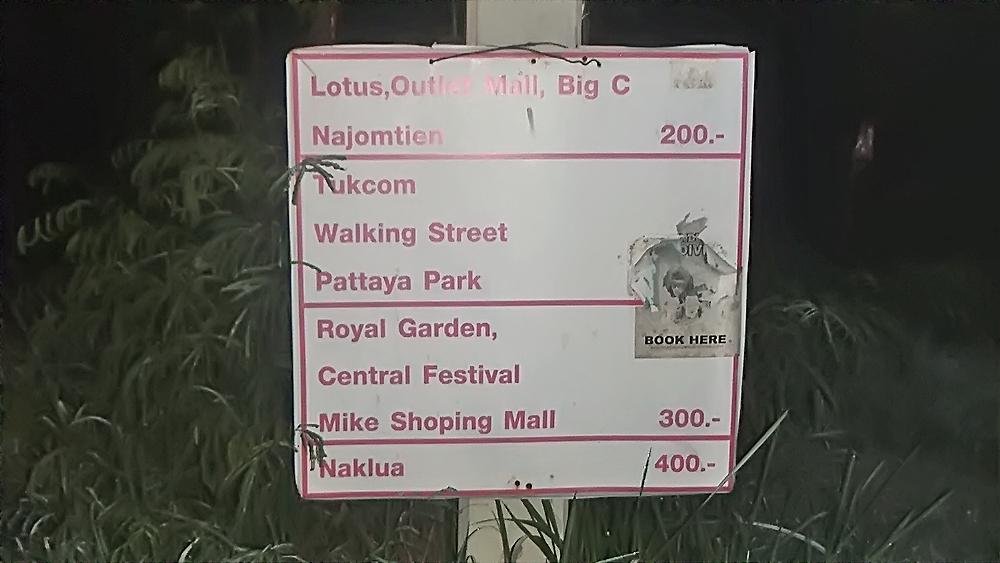 Lotus,Outlet Mall, Big C
Najomtien 200.-
Tukcom
Walking Street
Pattaya Park
Royal Garden,
Central Festival
Mike Shoping Mall 300.-
Naklua 400.-
BOOK HERE